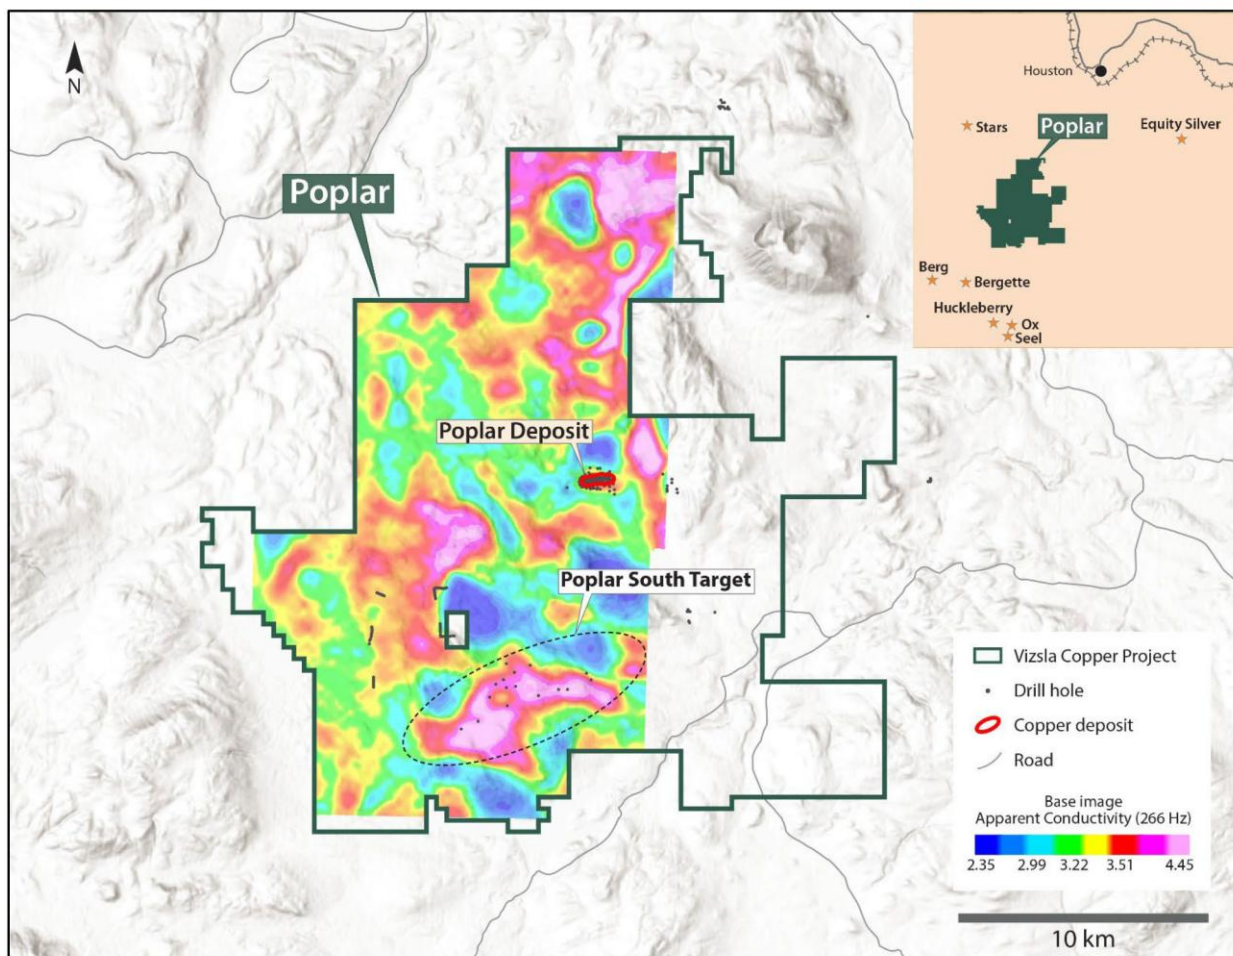 N
Poplar
Poplar Deposit
Poplar South Target
Houston
Stars
Poplar
Equity Silver
Berg
Bergette
Huckleberry
Ox
Seel
Vizsla Copper Project
Drill hole
Copper deposit
Road
Base image
Apparent Conductivity (266 Hz)
2.35 2.99 3.22 3.51 4.45
10 km